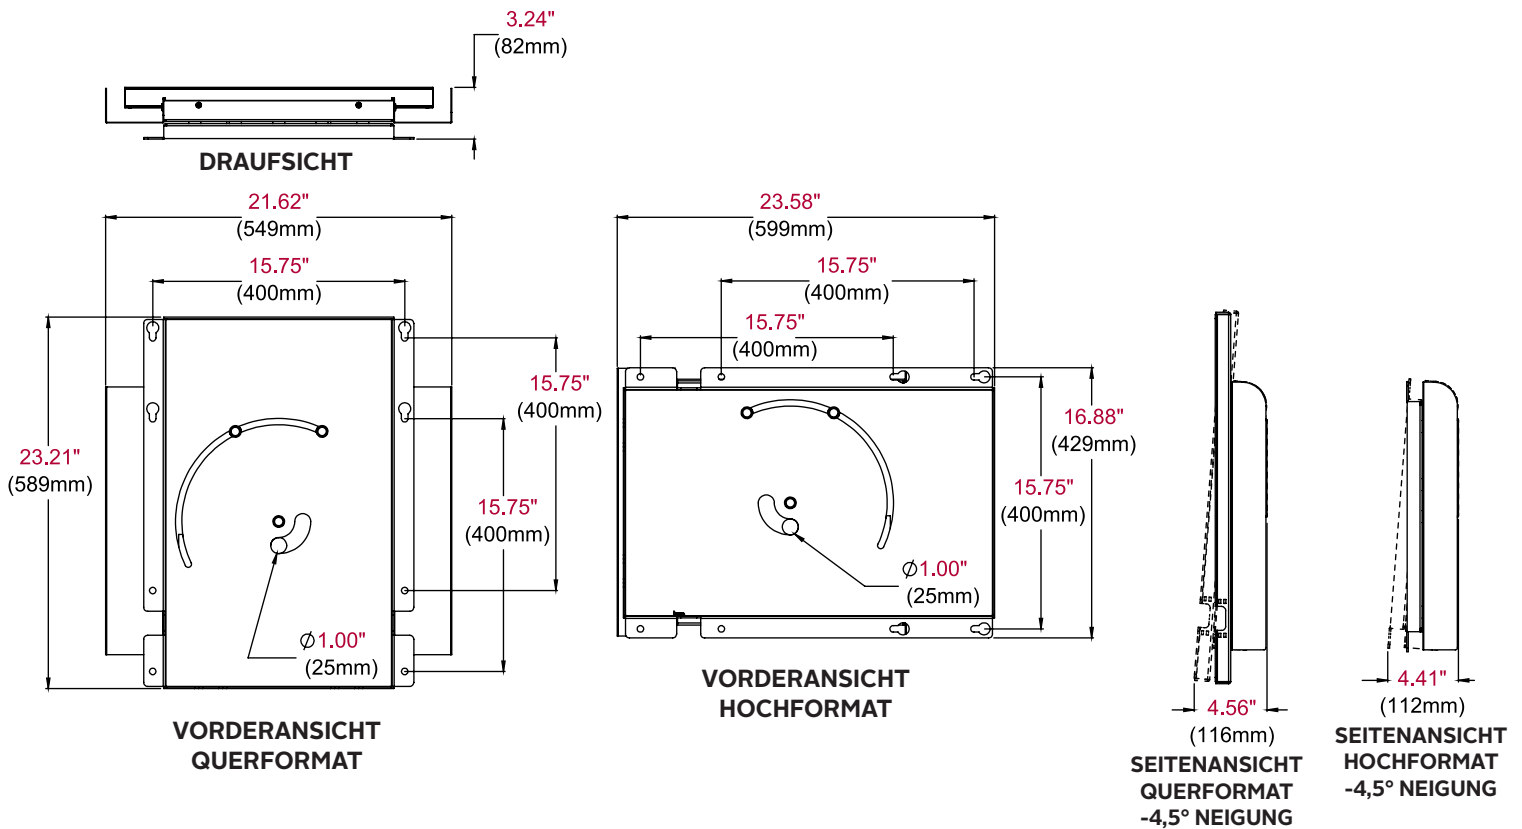 3.24"
(82mm)
DRAUFSICHT
21.62"
(549mm)
15.75"
(400mm)
15.75"
(400mm)
23.21"
(589mm)
15.75"
(400mm)
∅1.00"
(25mm)
VORDERANSICHT
QUERFORMAT
23.58"
(599mm)
15.75"
(400mm)
15.75"
(400mm)
16.88"
(429mm)
15.75"
(400mm)
∅1.00"
(25mm)
VORDERANSICHT
HOCHFORMAT
4.56"
(116mm)
SEITENANSICHT
QUERFORMAT
-4,5° NEIGUNG
4.41"
(112mm)
SEITENANSICHT
HOCHFORMAT
-4,5° NEIGUNG